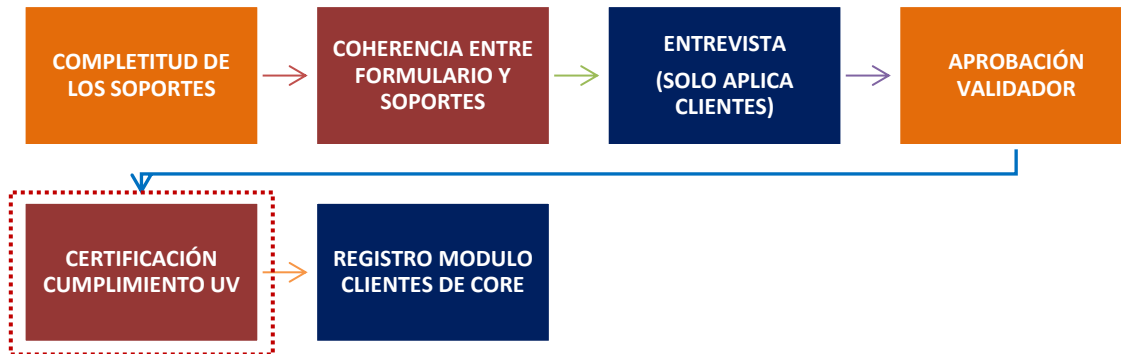 COMPLETITUD DE
LOS SOPORTES
COHERENCIA ENTRE
FORMULARIO Y
SOPORTES
ENTREVISTA
(SOLO APLICA
CLIENTES)
APROBACIÓN
VALIDADOR
CERTIFICACIÓN
CUMPLIMIENTO UV
REGISTRO MODULO
CLIENTES DE CORE